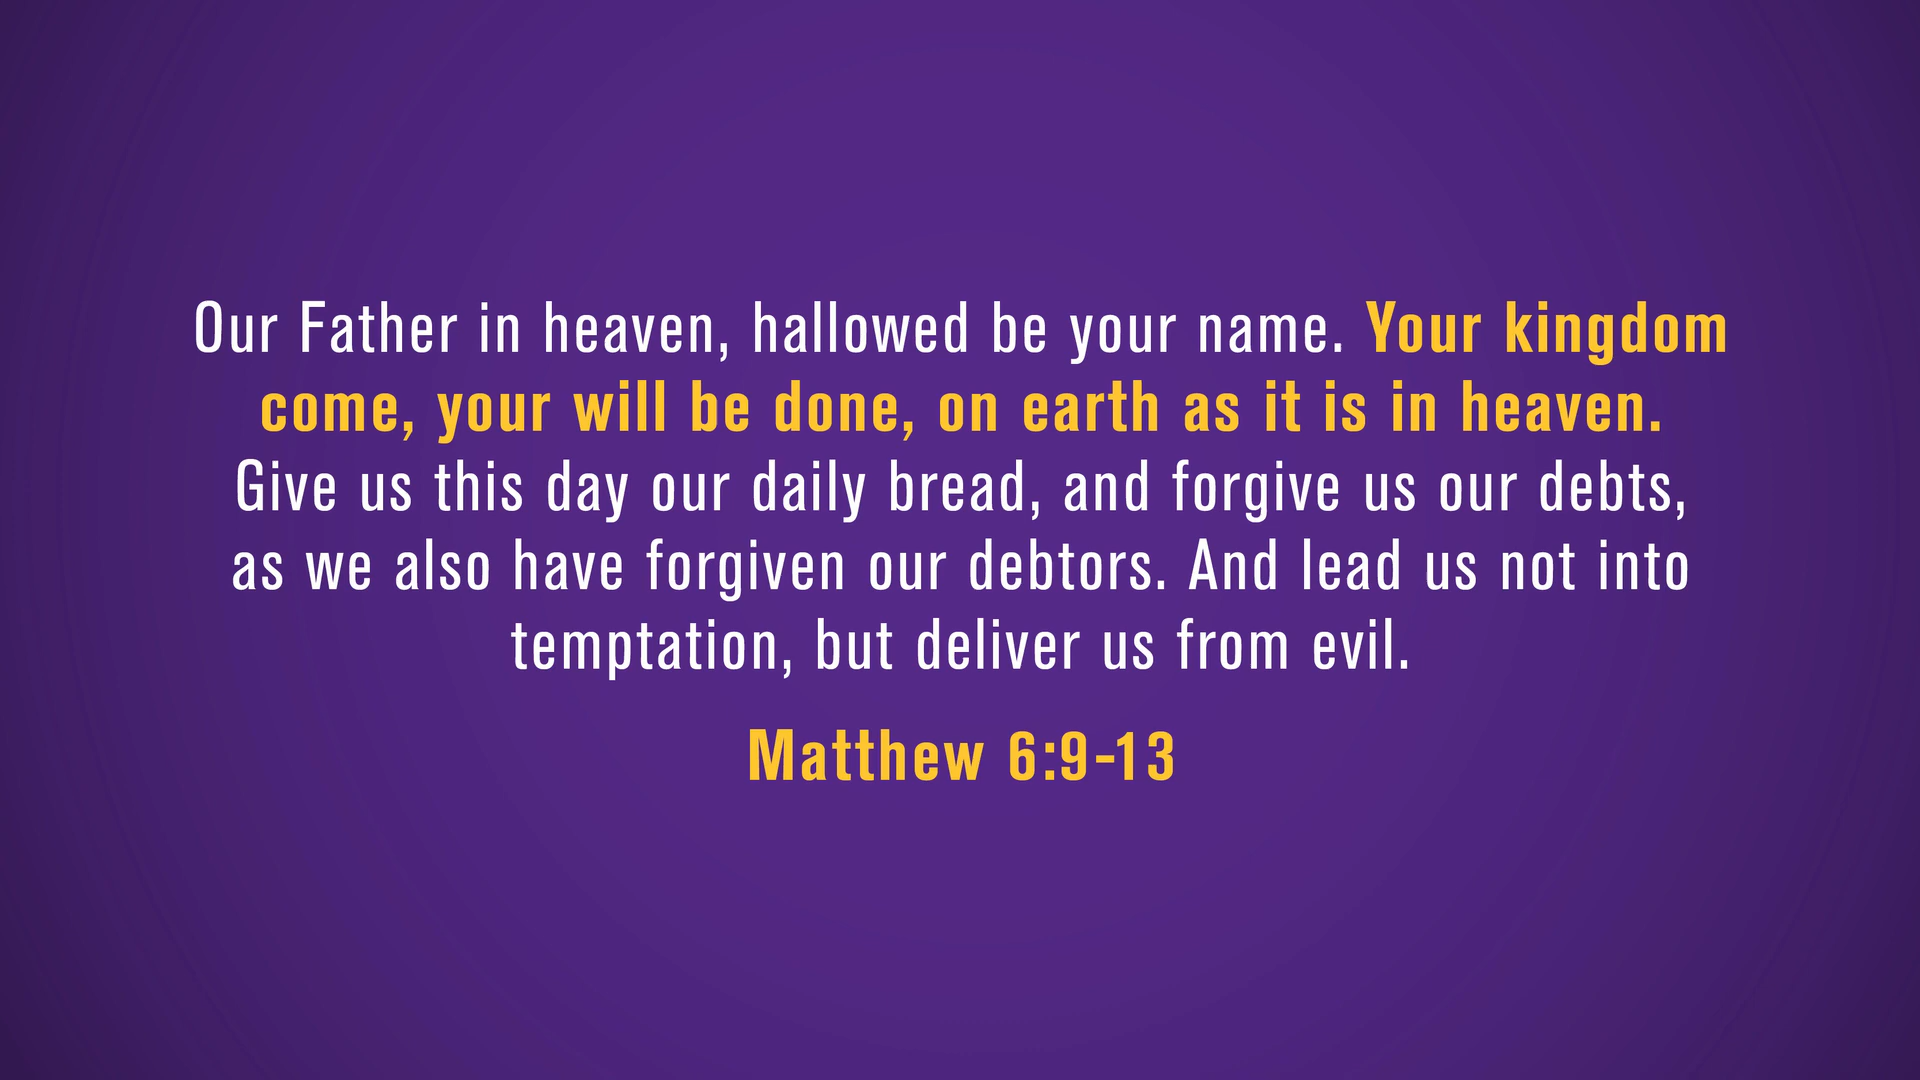 Our Father in heaven, hallowed be your name. Your kingdom
come, your will be done, on earth as it is in heaven.
Give us this day our daily bread, and forgive us our debts,
as we also have forgiven our debtors. And lead us not into
temptation, but deliver us from evil.
Matthew 6:9-13